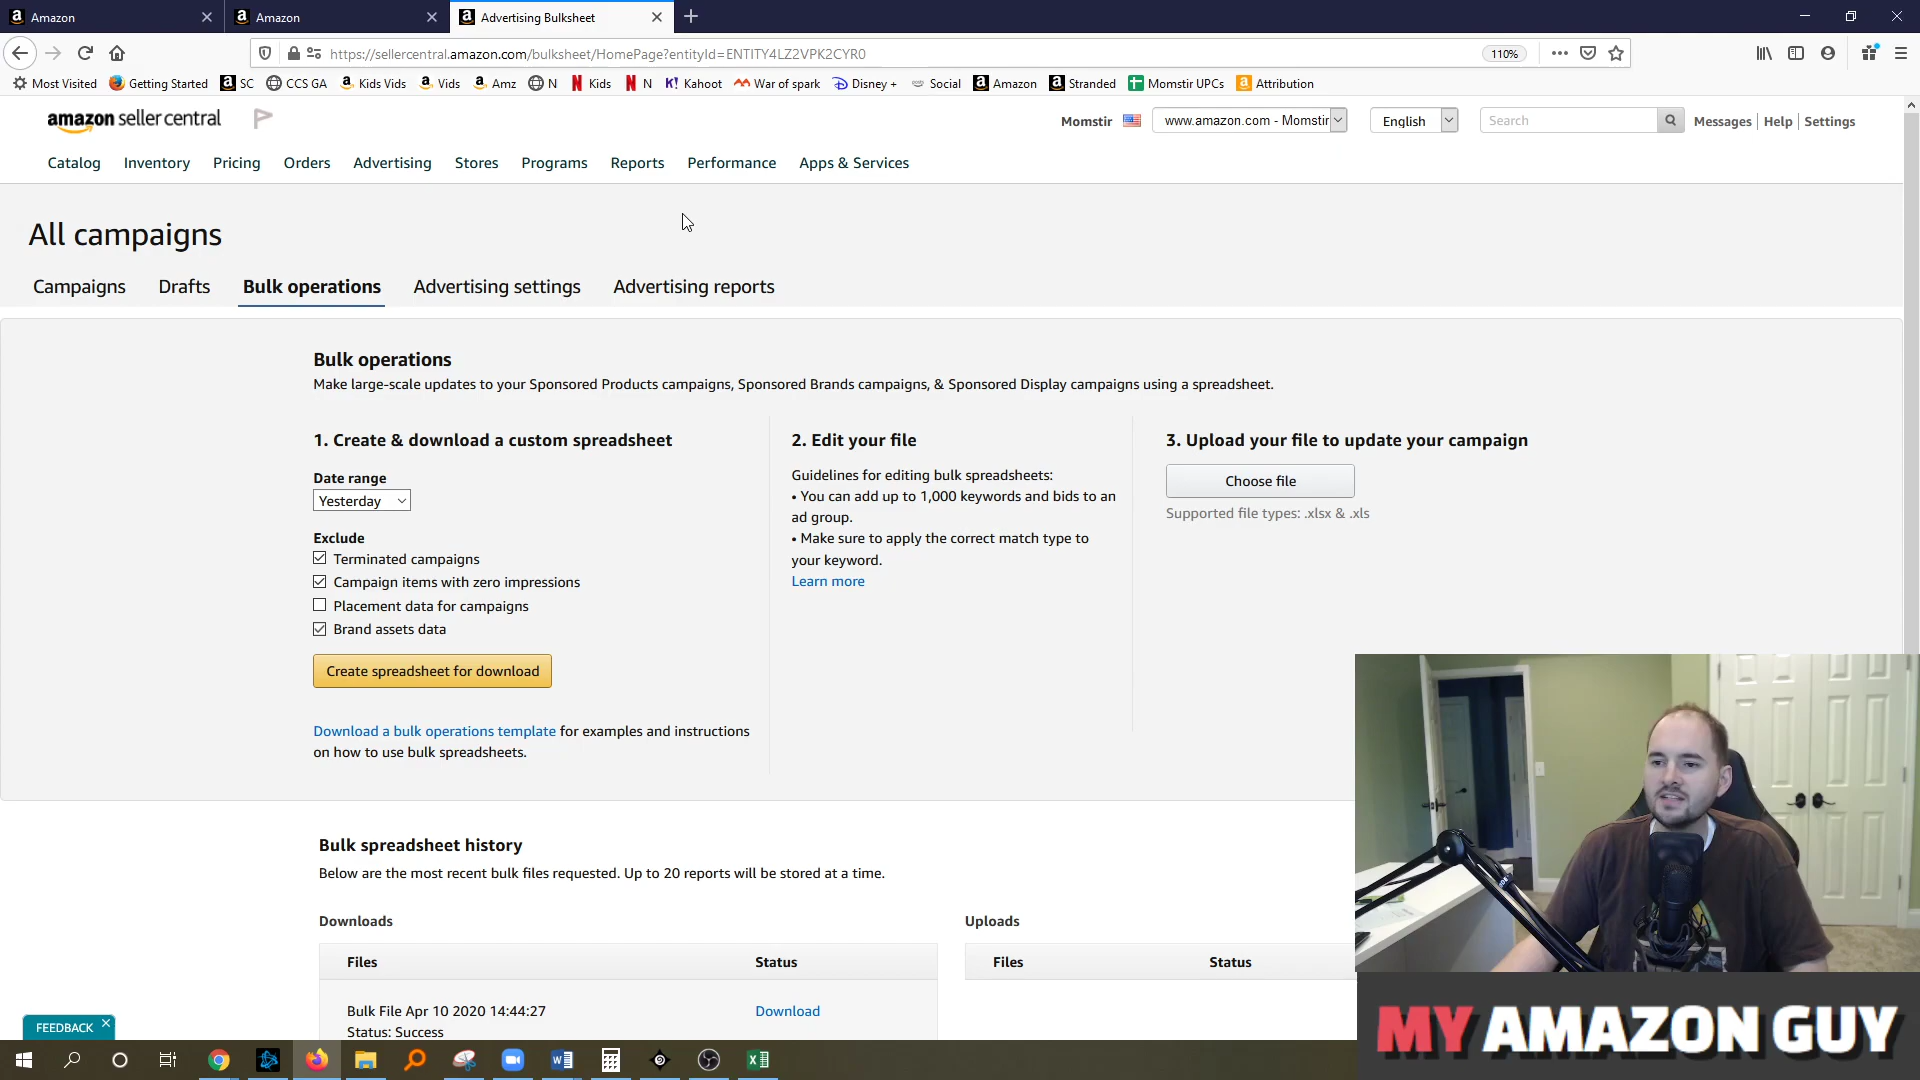 Amazon
Amazon
Advertising Bulksheet
https://sellercentral.amazon.com/bulksheet/HomePage?entityId=ENTITY4LZ2VPK2CYR0
110%
Most Visited
Getting Started
SC
CCS GA
Kids Vids
Vids
Amz
N
Kids
N
Kahoot
War of spark
Disney +
Social
Amazon
Stranded
Momstir UPCs
Attribution
amazon seller central
Momstir
www.amazon.com - Momstir
English
Search
Messages | Help | Settings
Catalog
Inventory
Pricing
Orders
Advertising
Stores
Programs
Reports
Performance
Apps & Services
All campaigns
Campaigns
Drafts
Bulk operations
Advertising settings
Advertising reports
Bulk operations
Make large-scale updates to your Sponsored Products campaigns, Sponsored Brands campaigns, & Sponsored Display campaigns using a spreadsheet.
1. Create & download a custom spreadsheet
Date range
Yesterday
Exclude
Terminated campaigns
Campaign items with zero impressions
Placement data for campaigns
Brand assets data
Create spreadsheet for download
Download a bulk operations template for examples and instructions
on how to use bulk spreadsheets.
2. Edit your file
Guidelines for editing bulk spreadsheets:
• You can add up to 1,000 keywords and bids to an
ad group.
• Make sure to apply the correct match type to
your keyword.
Learn more
3. Upload your file to update your campaign
Choose file
Supported file types: .xlsx & .xls
Bulk spreadsheet history
Below are the most recent bulk files requested. Up to 20 reports will be stored at a time.
Downloads
Files
Status
Bulk File Apr 10 2020 14:44:27
Status: Success
Download
Uploads
Files
Status
FEEDBACK
MY AMAZON GUY